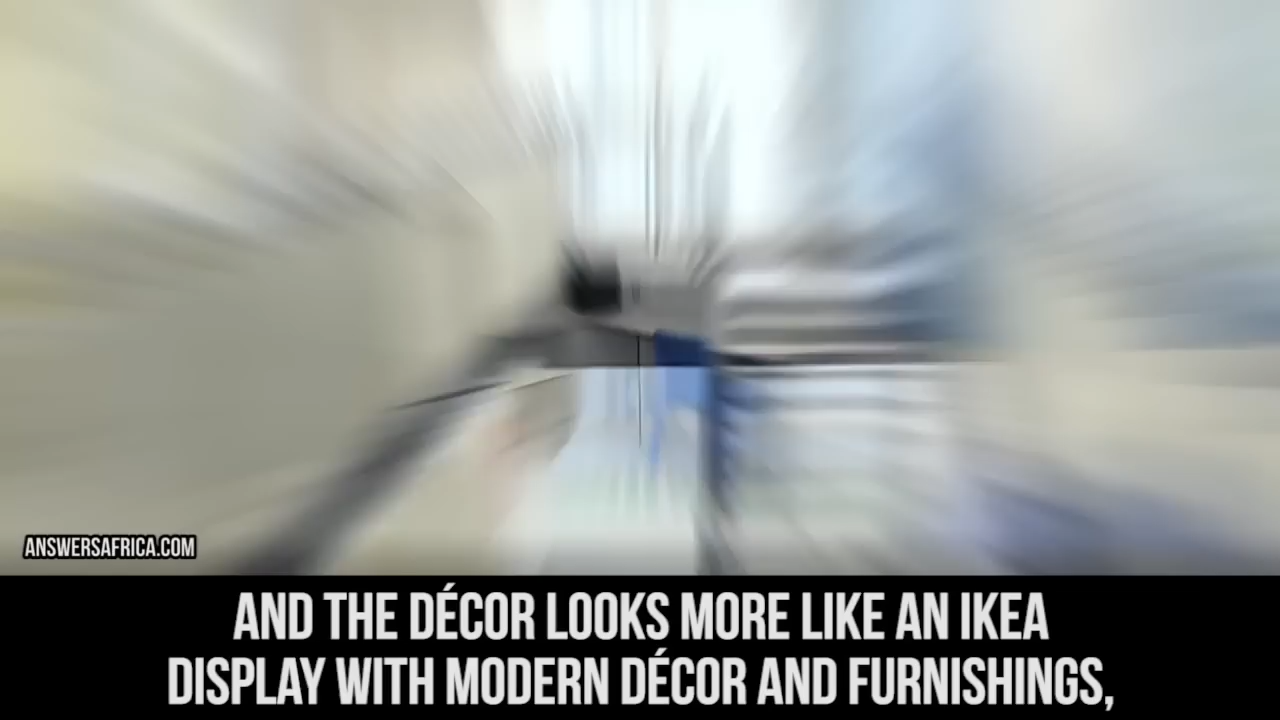 ANSWERSAFRICA.COM
AND THE DÉCOR LOOKS MORE LIKE AN IKEA
DISPLAY WITH MODERN DÉCOR AND FURNISHINGS,